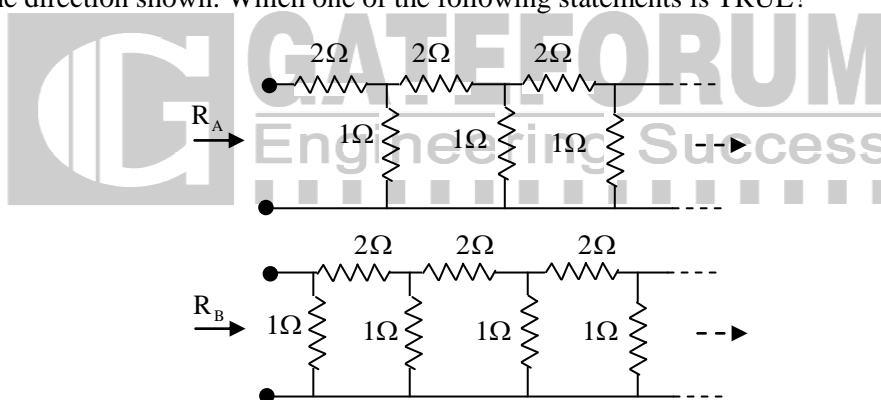 the direction shown. Which one of the following statements is TRUE?
GATEFORUM
Engineering Success
2Ω 2Ω 2Ω
R_A
1Ω 1Ω 1Ω
2Ω 2Ω 2Ω
R_B
1Ω 1Ω 1Ω 1Ω